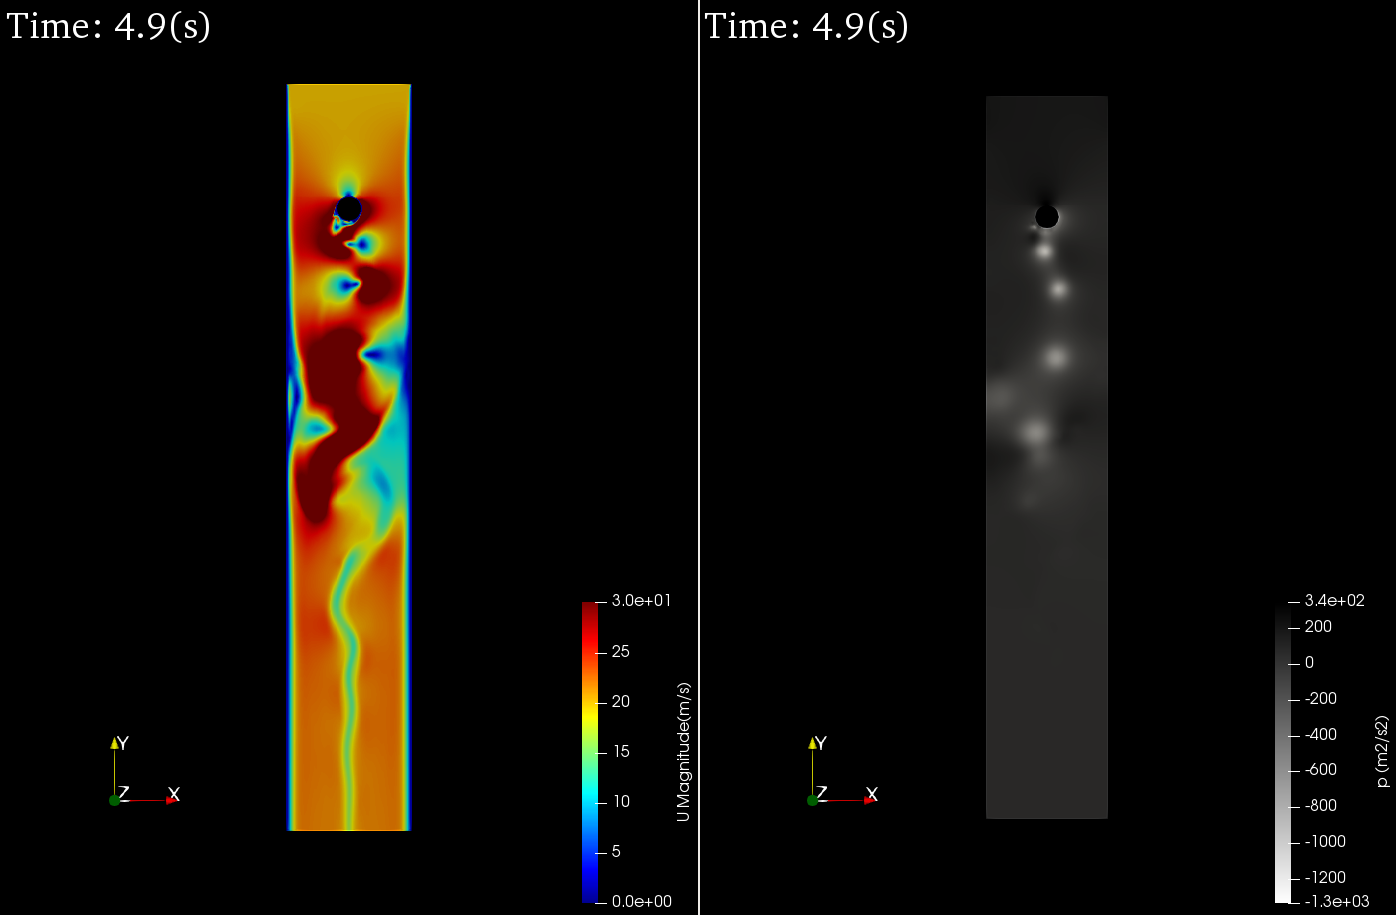 Time: 4.9(s)
Y
Z
X
3.0e+01
25
20
15
10
5
0.0e+00
U Magnitude(m/s)
Time: 4.9(s)
Y
Z
X
3.4e+02
200
0
-200
-400
-600
-800
-1000
-1200
-1.3e+03
p (m2/s2)